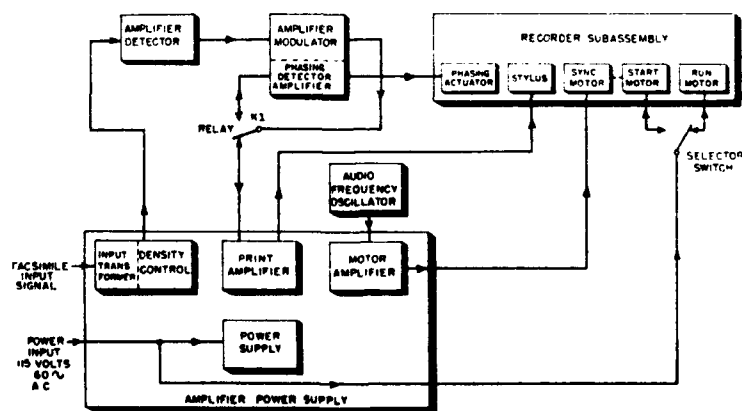 AMPLIFIER
DETECTOR
AMPLIFIER
MODULATOR
PHASING
DETECTOR
AMPLIFIER
RECORDER SUBASSEMBLY
PHASING
ACTUATOR
STYLUS
SYNC
MOTOR
START
MOTOR
RUN
MOTOR
RELAY
K1
SELECTOR
SWITCH
AUDIO
FREQUENCY
OSCILLATOR
FACSIMILE
INPUT
SIGNAL
INPUT
TRANS
FORMER
DENSITY
CONTROL
PRINT
AMPLIFIER
MOTOR
AMPLIFIER
POWER
INPUT
115 VOLTS
60 ~
A C
POWER
SUPPLY
AMPLIFIER POWER SUPPLY